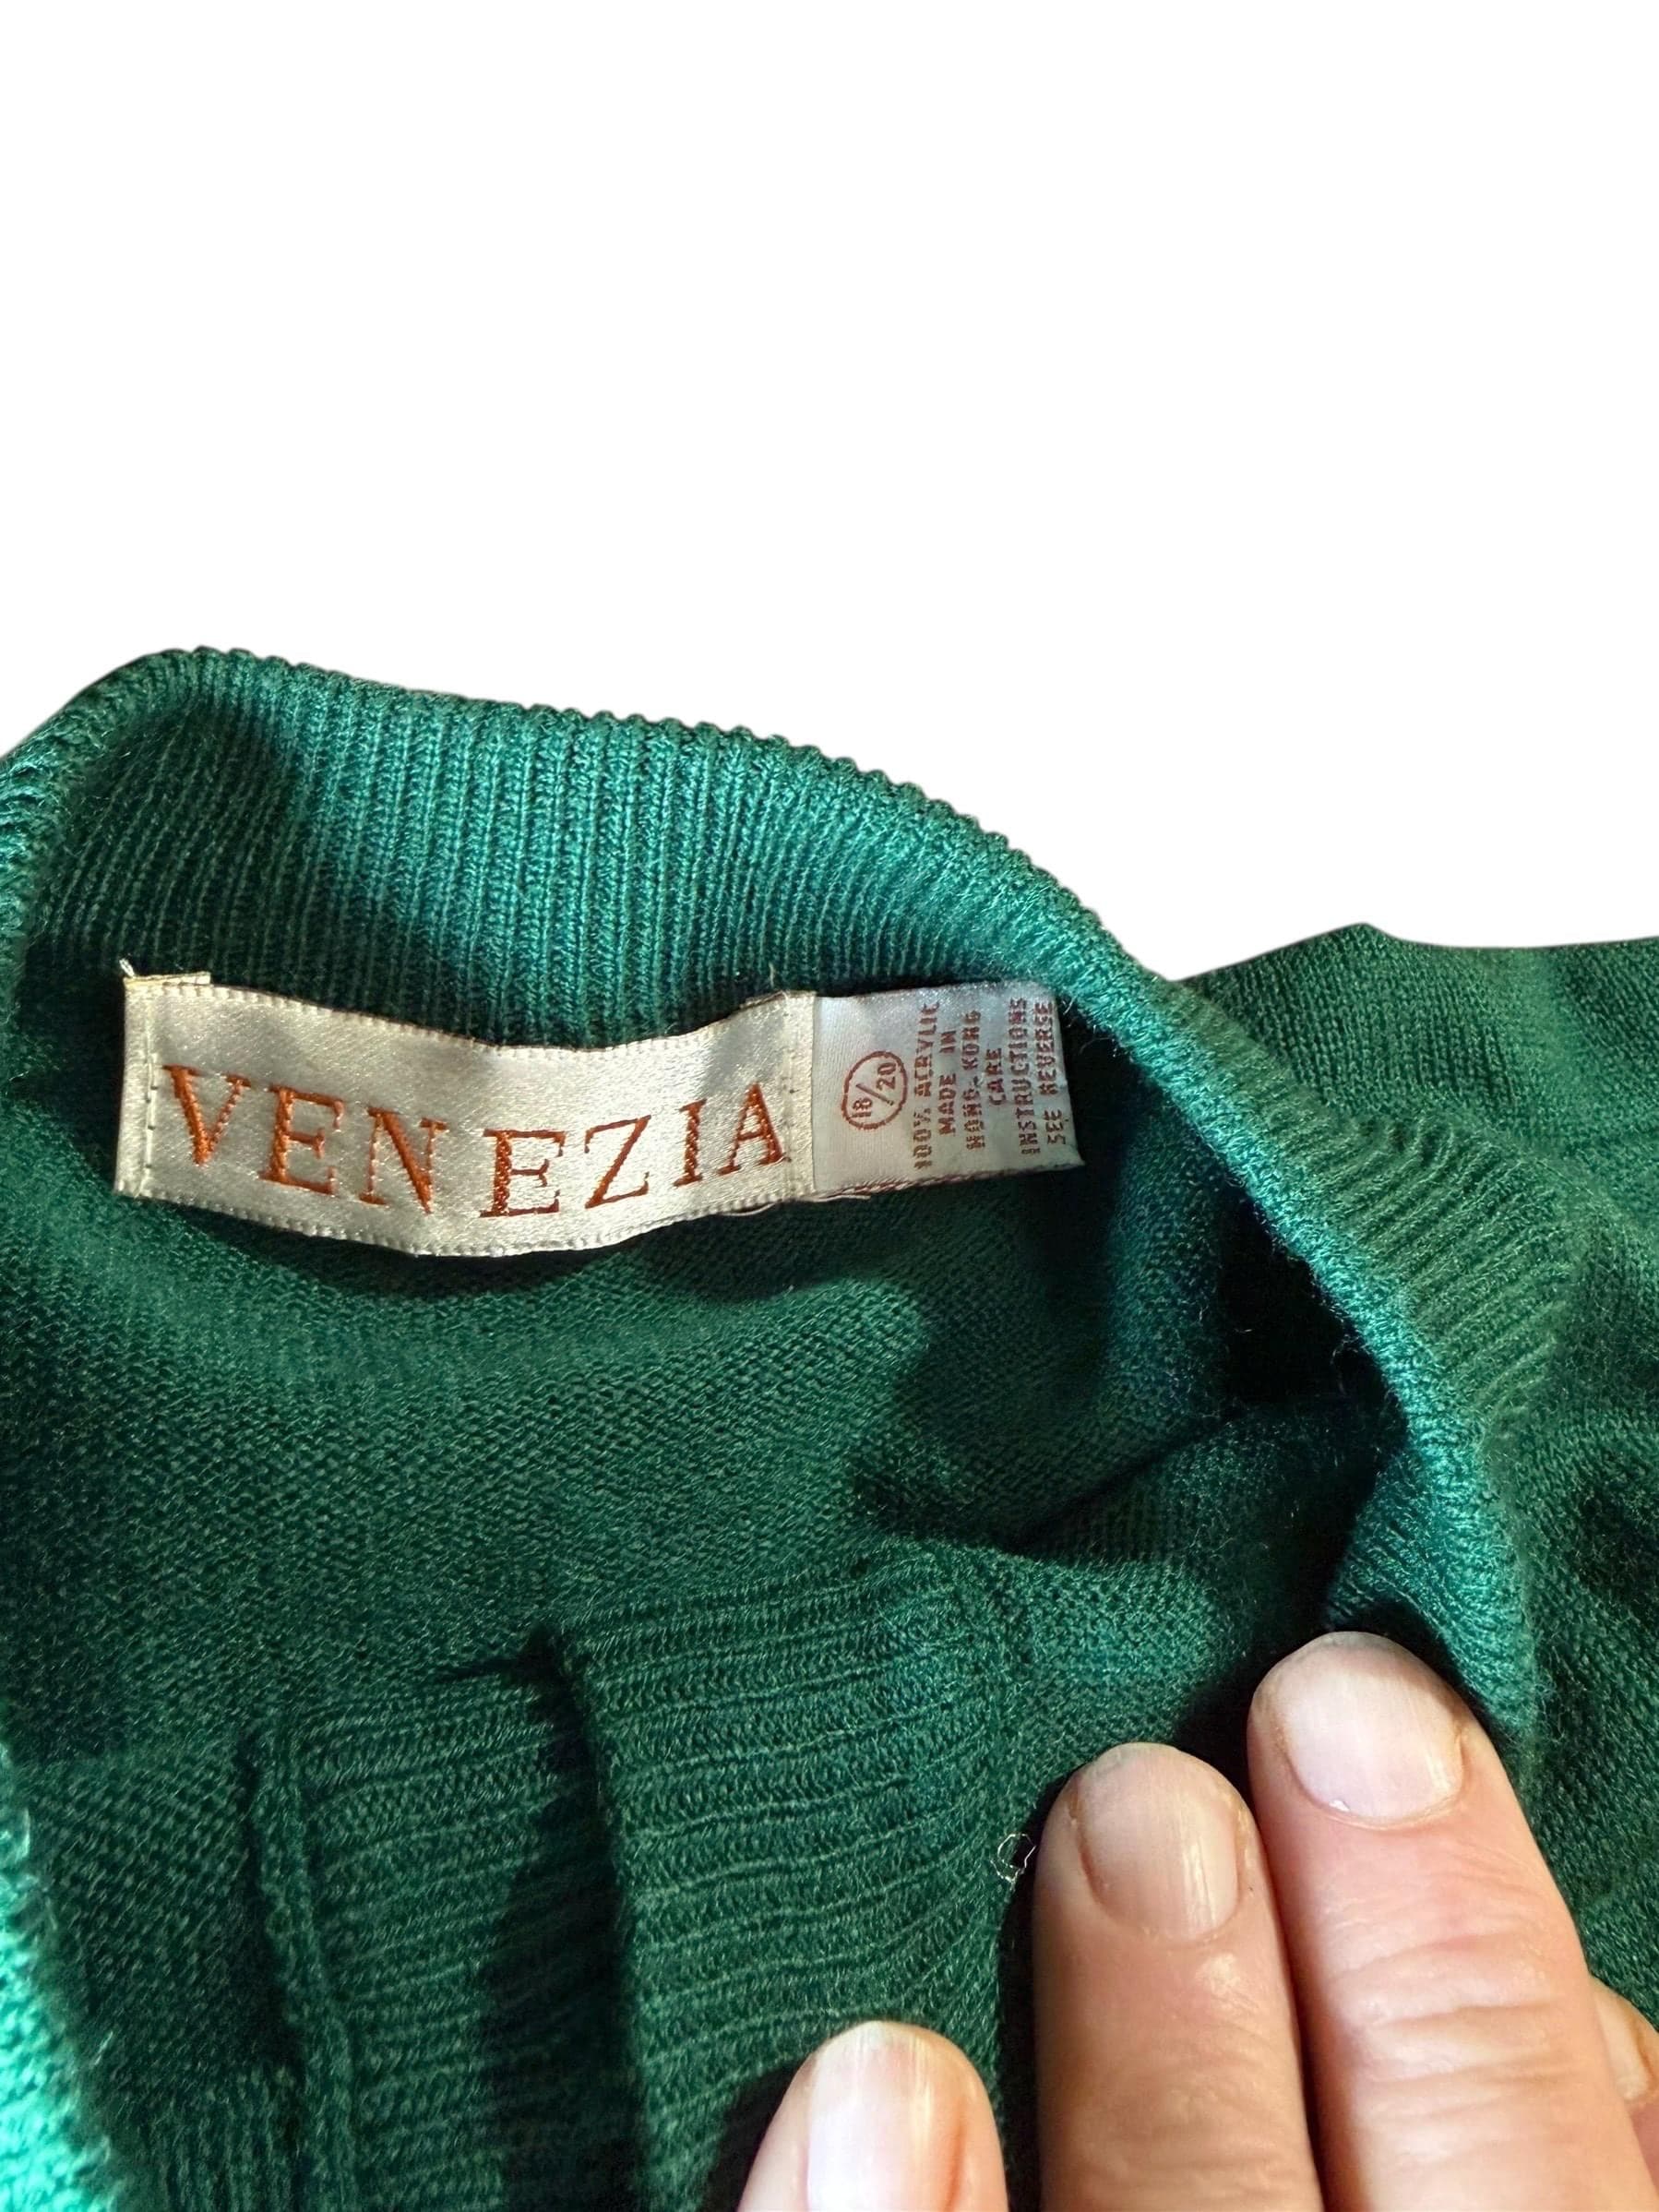 VENEZIA
18/20
100% ACRYLIC
MADE IN
HONG KONG
CARE
INSTRUCTIONS
SEE REVERSE